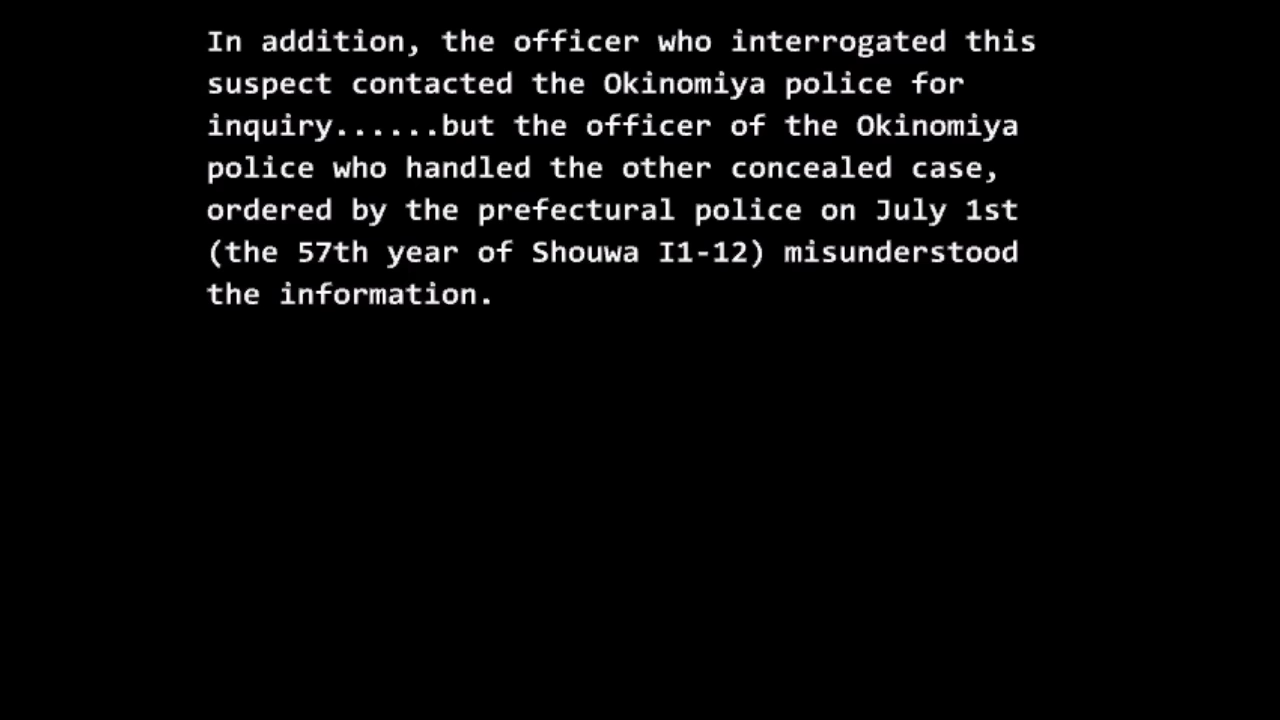 In addition, the officer who interrogated this
suspect contacted the Okinomiya police for
inquiry......but the officer of the Okinomiya
police who handled the other concealed case,
ordered by the prefectural police on July 1st
(the 57th year of Shouwa I1-12) misunderstood
the information.